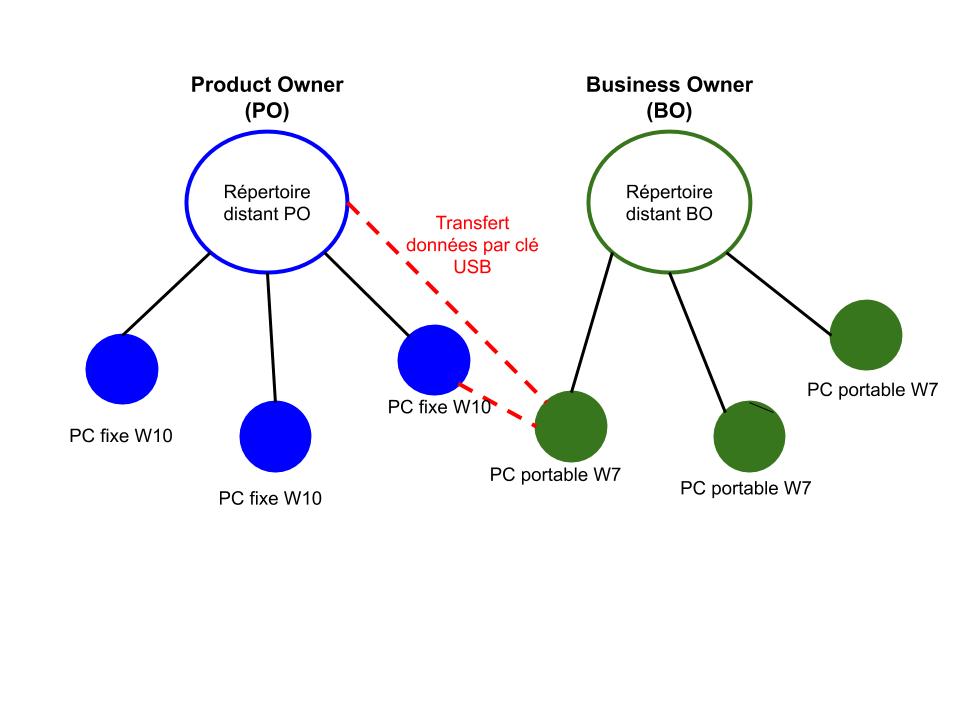 Product Owner
(PO)
Business Owner
(BO)
Répertoire
distant PO
Répertoire
distant BO
Transfert
données par clé
USB
PC portable W7
PC fixe W10
PC fixe W10
PC portable W7
PC portable W7
PC fixe W10